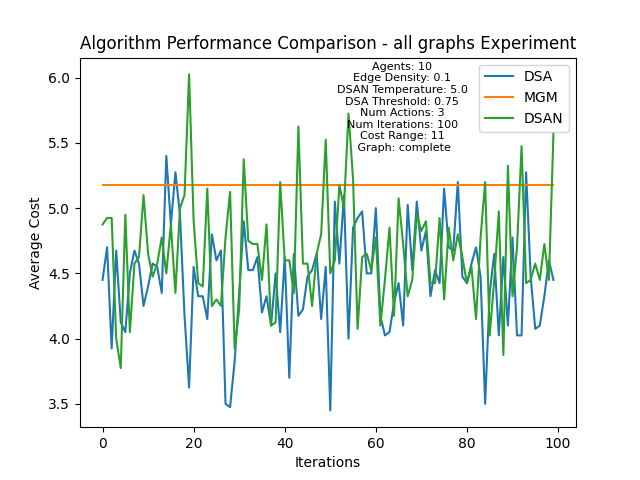 Algorithm Performance Comparison - all graphs Experiment
Agents: 10
Edge Density: 0.1
DSAN Temperature: 5.0
DSA Threshold: 0.75
Num Actions: 3
Num Iterations: 100
Cost Range: 11
Graph: complete
DSA
MGM
DSAN
6.0
5.5
5.0
4.5
4.0
3.5
Average Cost
0 20 40 60 80 100
Iterations